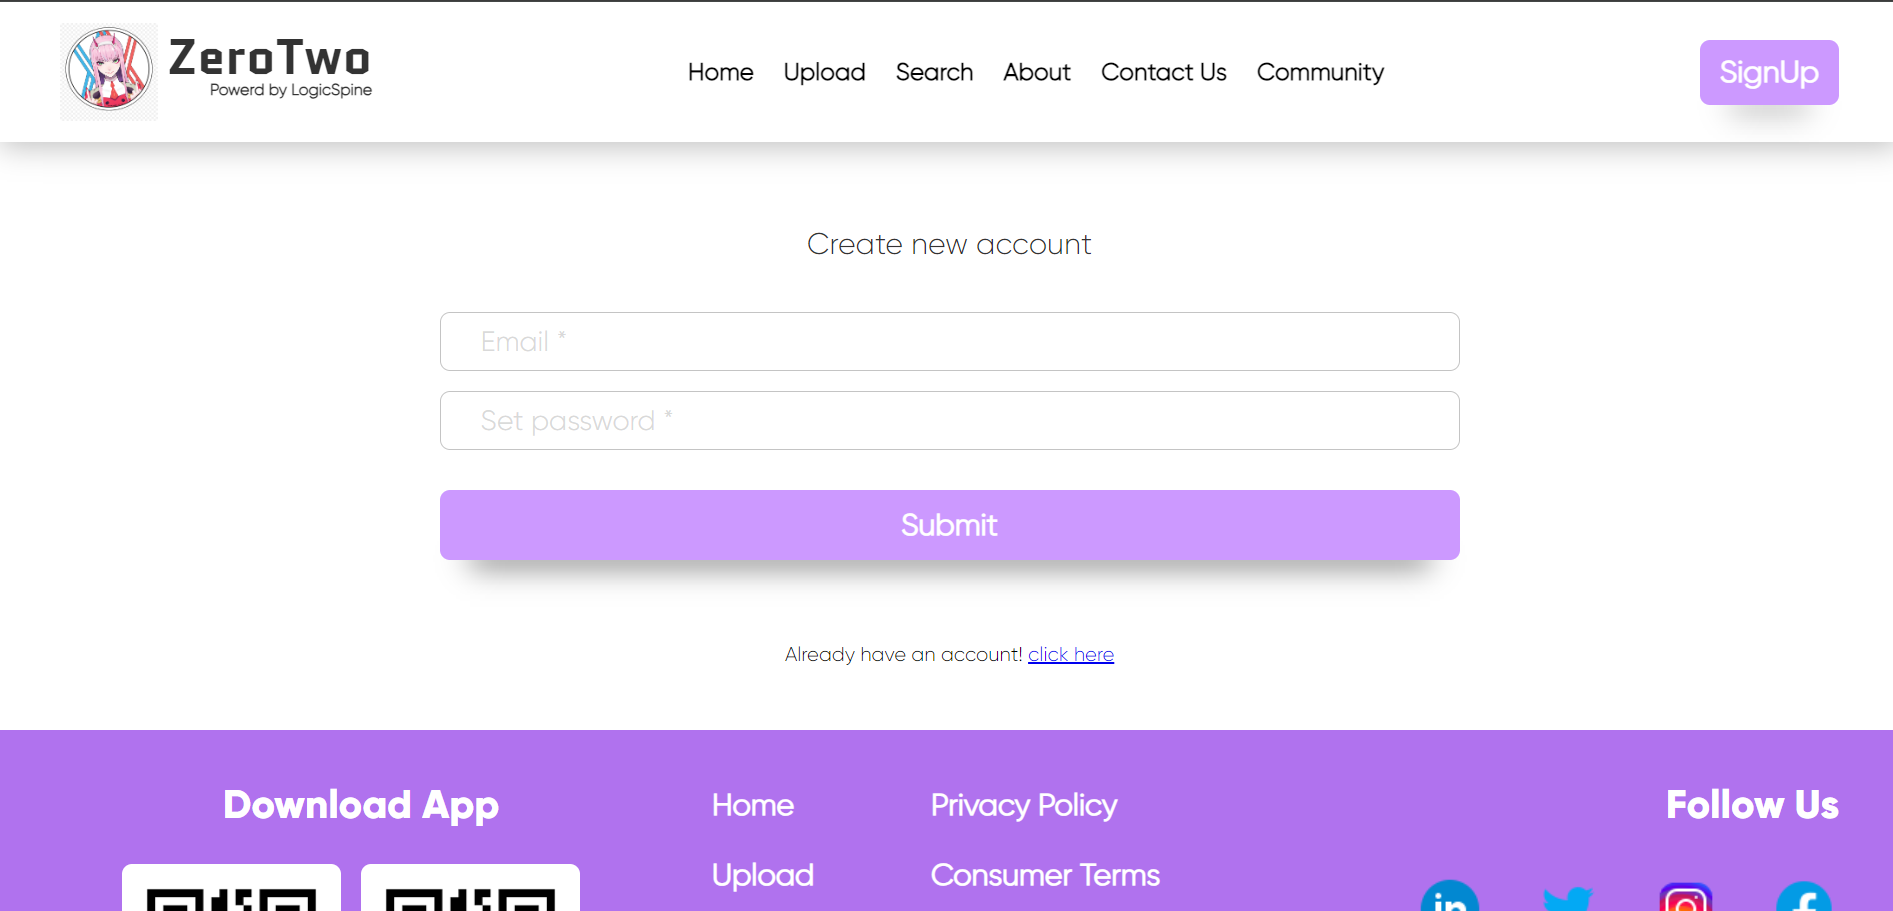 ZeroTwo
Powerd by LogicSpine
Home Upload Search About Contact Us Community
SignUp
Create new account
Email *
Set password *
Submit
Already have an account! click here
Download App
Home
Upload
Privacy Policy
Consumer Terms
Follow Us
in